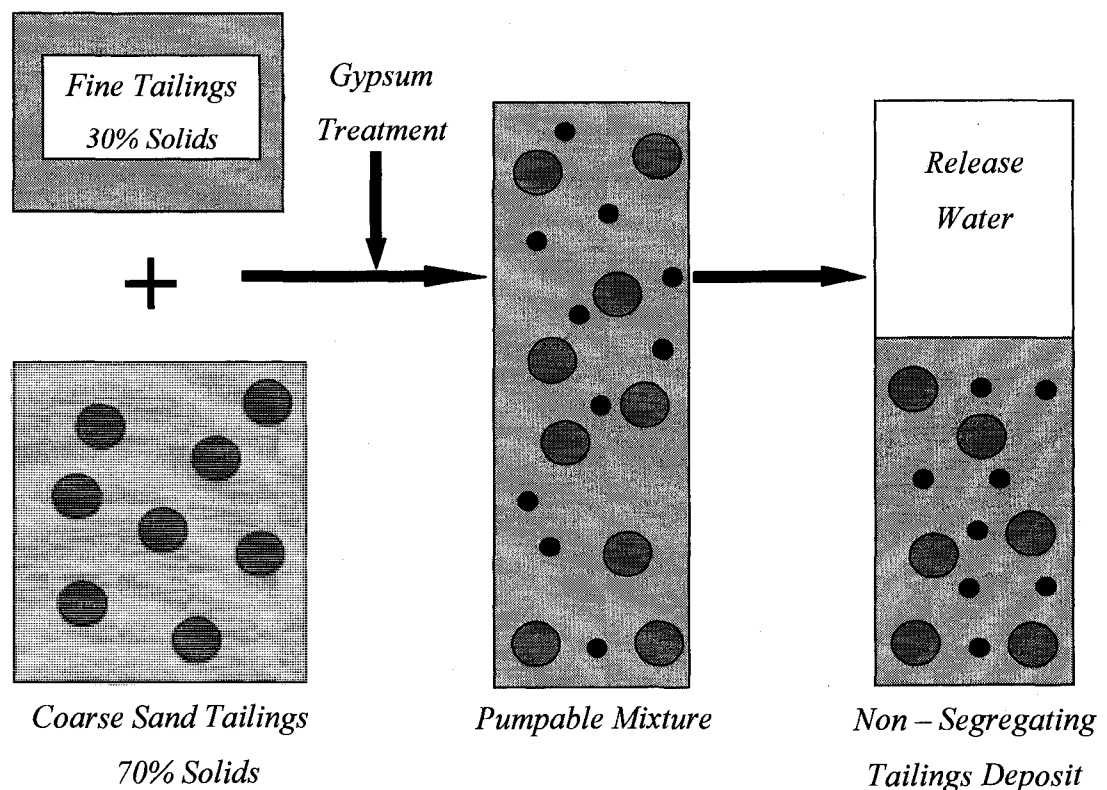 Fine Tailings
30% Solids
Gypsum
Treatment
+
Coarse Sand Tailings
70% Solids
Pumpable Mixture
Release
Water
Non – Segregating
Tailings Deposit